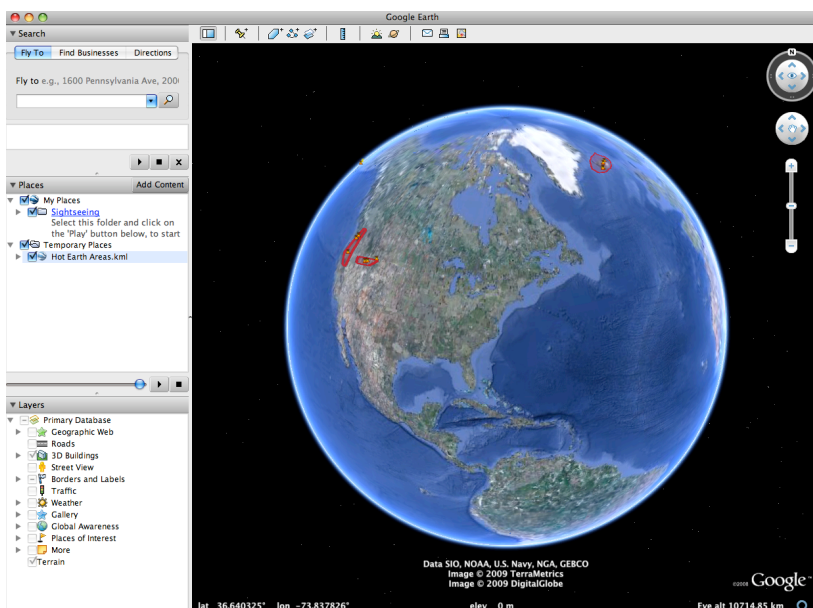 Google Earth
Search
Fly To Find Businesses Directions
Fly to e.g., 1600 Pennsylvania Ave, 2000
Places Add Content
My Places
Sightseeing
Select this folder and click on
the 'Play' button below, to start
Temporary Places
Hot Earth Areas.kml
Layers
Primary Database
Geographic Web
Roads
3D Buildings
Street View
Borders and Labels
Traffic
Weather
Gallery
Global Awareness
Places of Interest
More
Terrain
N
Data SIO, NOAA, U.S. Navy, NGA, GEBCO
Image © 2009 TerraMetrics
Image © 2009 DigitalGlobe
©2008 Google™
lat 36.640325° lon -73.837826° elev 0 m Eye alt 10714.85 km